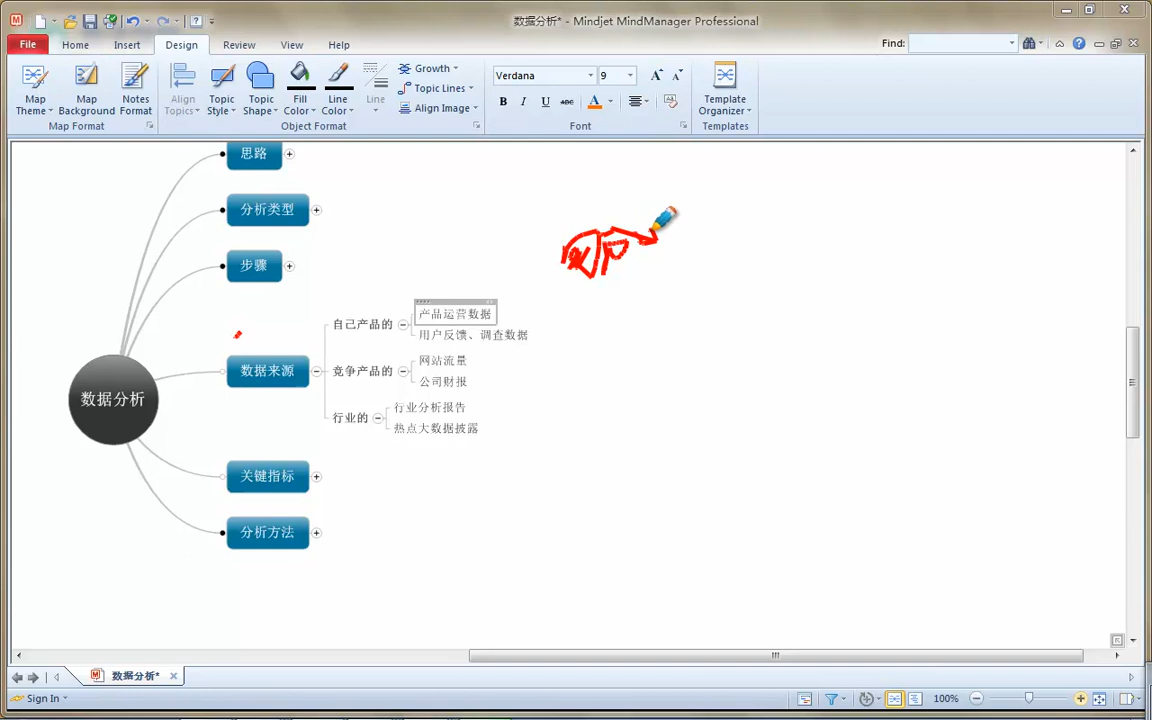 数据分析* - Mindjet MindManager Professional
File Home Insert Design Review View Help Find:
Map Theme
Map Background
Notes Format
Align Topics
Topic Style
Topic Shape
Fill Color
Line Color
Line
Growth
Topic Lines
Align Image
Verdana 9
B I U ABC A
Template Organizer
Map Format Object Format Font Templates
思路
分析类型
步骤
数据分析
数据来源
自己产品的
产品运营数据
用户反馈、调查数据
竞争产品的
网站流量
公司财报
行业的
行业分析报告
热点大数据披露
关键指标
分析方法
数据分析*
Sign In 100%